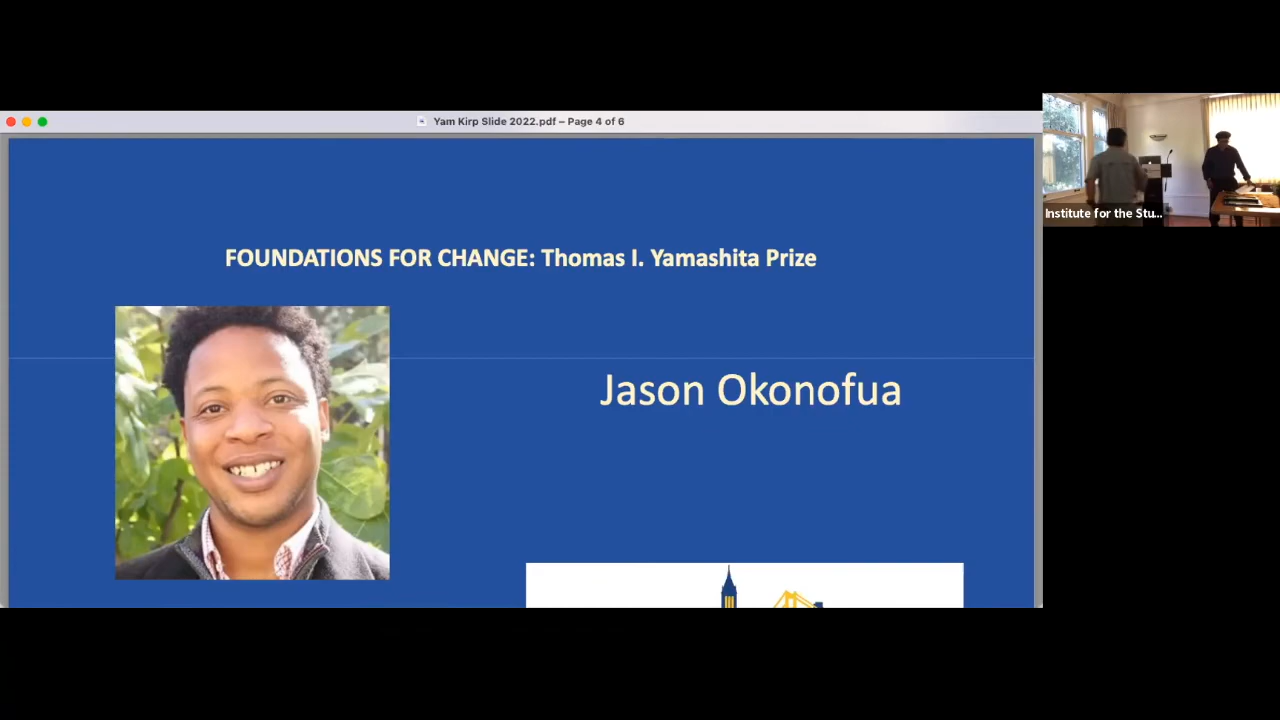 Yam Kirp Slide 2022.pdf – Page 4 of 6
Institute for the Stu...
FOUNDATIONS FOR CHANGE: Thomas I. Yamashita Prize
Jason Okonofua